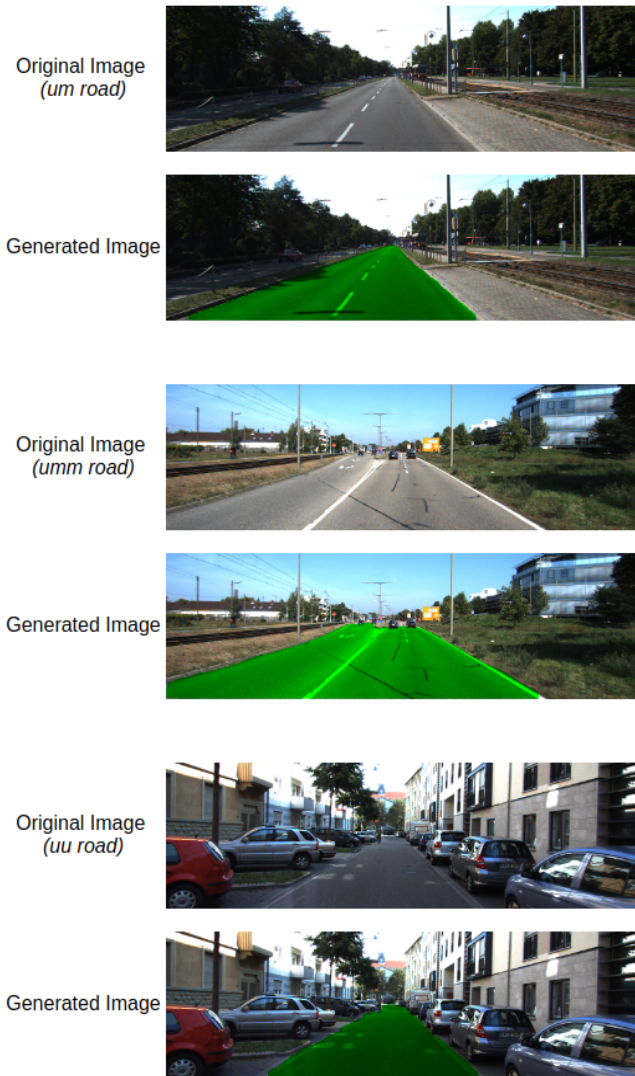 Original Image
(um road)
Generated Image
Original Image
(umm road)
Generated Image
Original Image
(uu road)
Generated Image